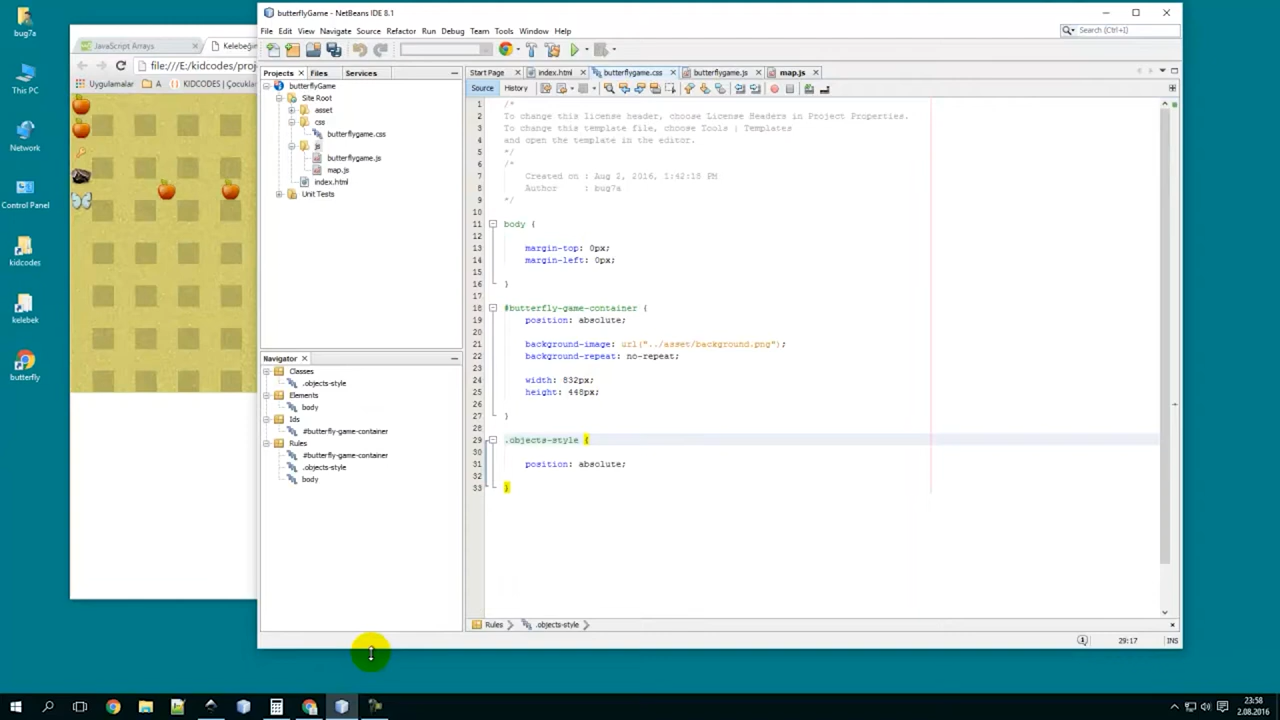 butterflyGame - NetBeans IDE 8.1
File Edit View Navigate Source Refactor Run Debug Team Tools Window Help
Search (Ctrl+I)
bug7a
This PC
Network
Control Panel
kidcodes
kelebek
butterfly
JavaScript Arrays
Kelebeğin
file:///E:/kidcodes/proj
Uygulamalar
A
KIDCODES | Çocuklar
Projects
Files
Services
butterflyGame
Site Root
asset
css
butterflygame.css
js
butterflygame.js
map.js
index.html
Unit Tests
Navigator
Classes
.objects-style
Elements
body
Ids
#butterfly-game-container
Rules
#butterfly-game-container
.objects-style
body
Start Page
index.html
butterflygame.css
butterflygame.js
map.js
Source
History
1 /*
2 To change this license header, choose License Headers in Project Properties.
3 To change this template file, choose Tools | Templates
4 and open the template in the editor.
5 */
6 /*
7 Created on : Aug 2, 2016, 1:42:18 PM
8 Author : bug7a
9 */
10
11 body {
12
13 margin-top: 0px;
14 margin-left: 0px;
15
16 }
17
18 #butterfly-game-container {
19 position: absolute;
20
21 background-image: url("../asset/background.png");
22 background-repeat: no-repeat;
23
24 width: 832px;
25 height: 448px;
26
27 }
28
29 .objects-style {
30
31 position: absolute;
32
33 }
Rules
.objects-style
29:17
INS
23:58
2.08.2016